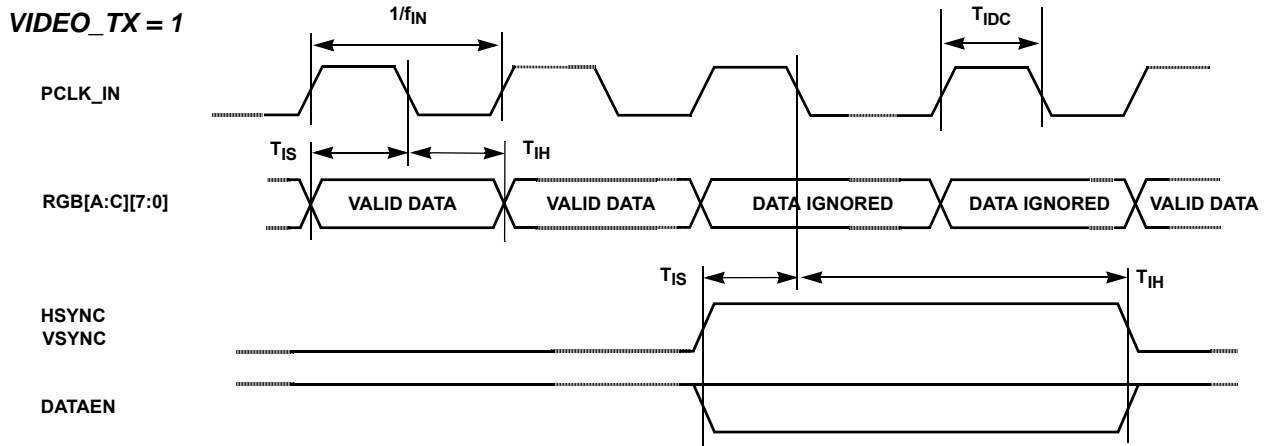 VIDEO_TX = 1
1/fIN
TIDC
PCLK_IN
TIS
TIH
RGB[A:C][7:0]
VALID DATA
VALID DATA
DATA IGNORED
DATA IGNORED
VALID DATA
TIS
TIH
HSYNC
VSYNC
DATAEN